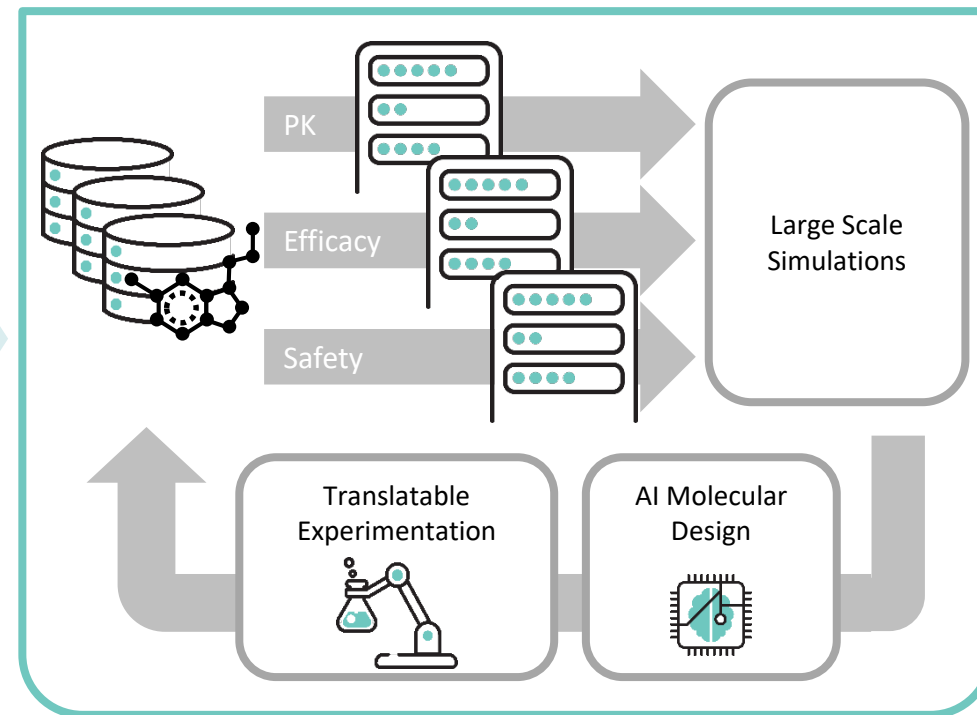 PK
Efficacy
Safety
Large Scale
Simulations
Translatable
Experimentation
AI Molecular
Design